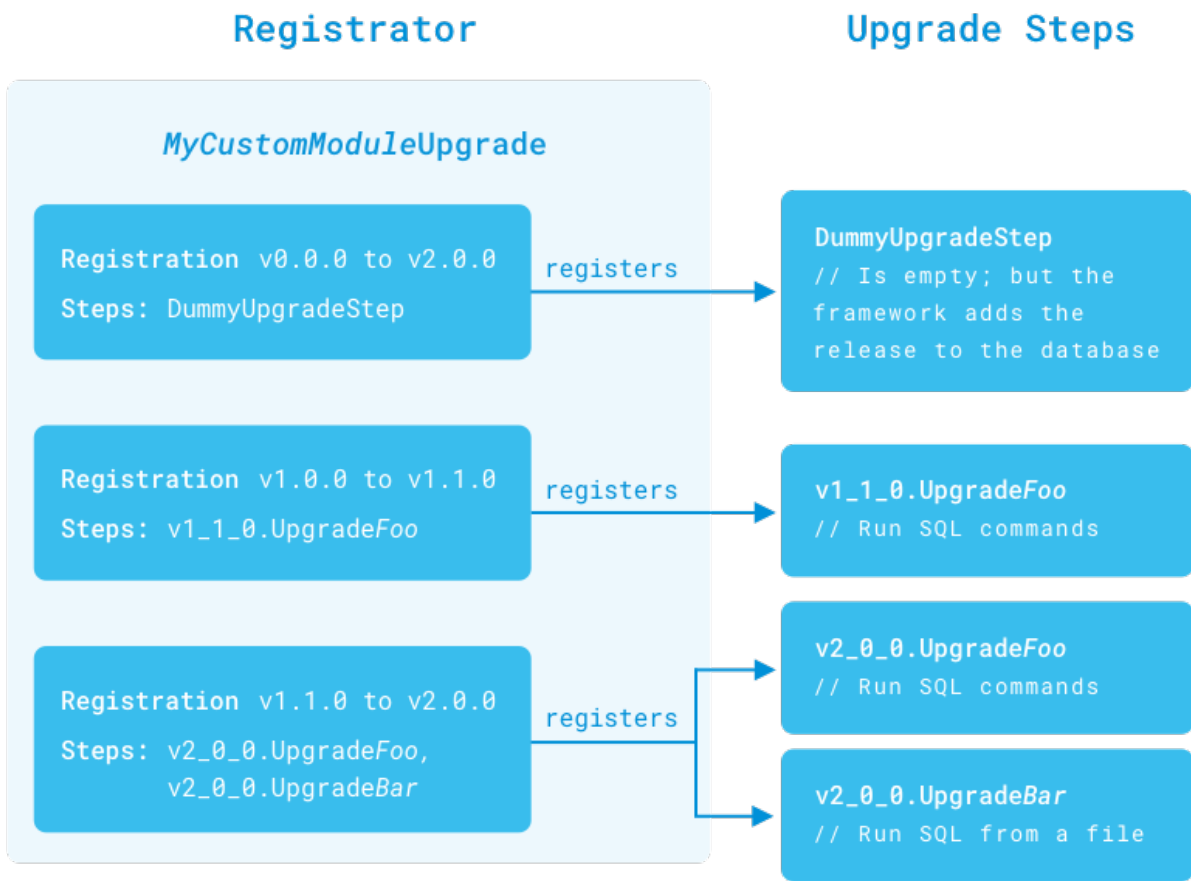 Registrator
Upgrade Steps
MyCustomModuleUpgrade
Registration v0.0.0 to v2.0.0
Steps: DummyUpgradeStep
registers
DummyUpgradeStep
// Is empty; but the
framework adds the
release to the database
Registration v1.0.0 to v1.1.0
Steps: v1_1_0.UpgradeFoo
registers
v1_1_0.UpgradeFoo
// Run SQL commands
Registration v1.1.0 to v2.0.0
Steps: v2_0_0.UpgradeFoo,
v2_0_0.UpgradeBar
registers
v2_0_0.UpgradeFoo
// Run SQL commands
v2_0_0.UpgradeBar
// Run SQL from a file